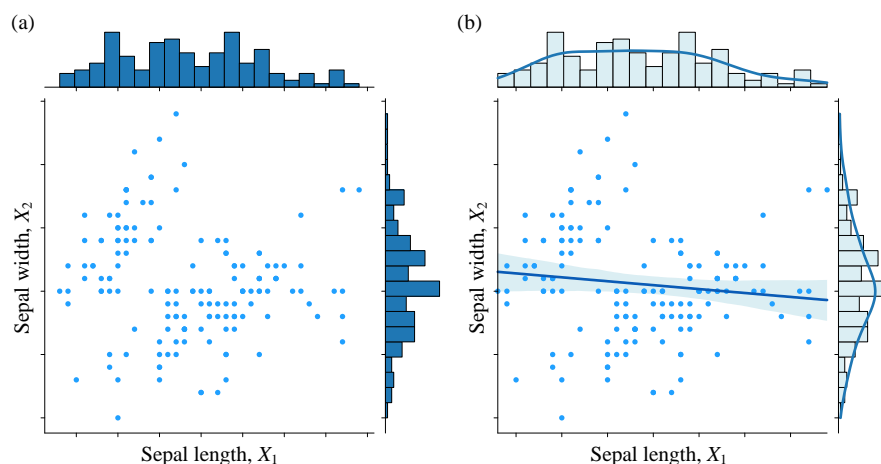 (a)
(b)
Sepal width, X₂
Sepal width, X₂
Sepal length, X₁
Sepal length, X₁